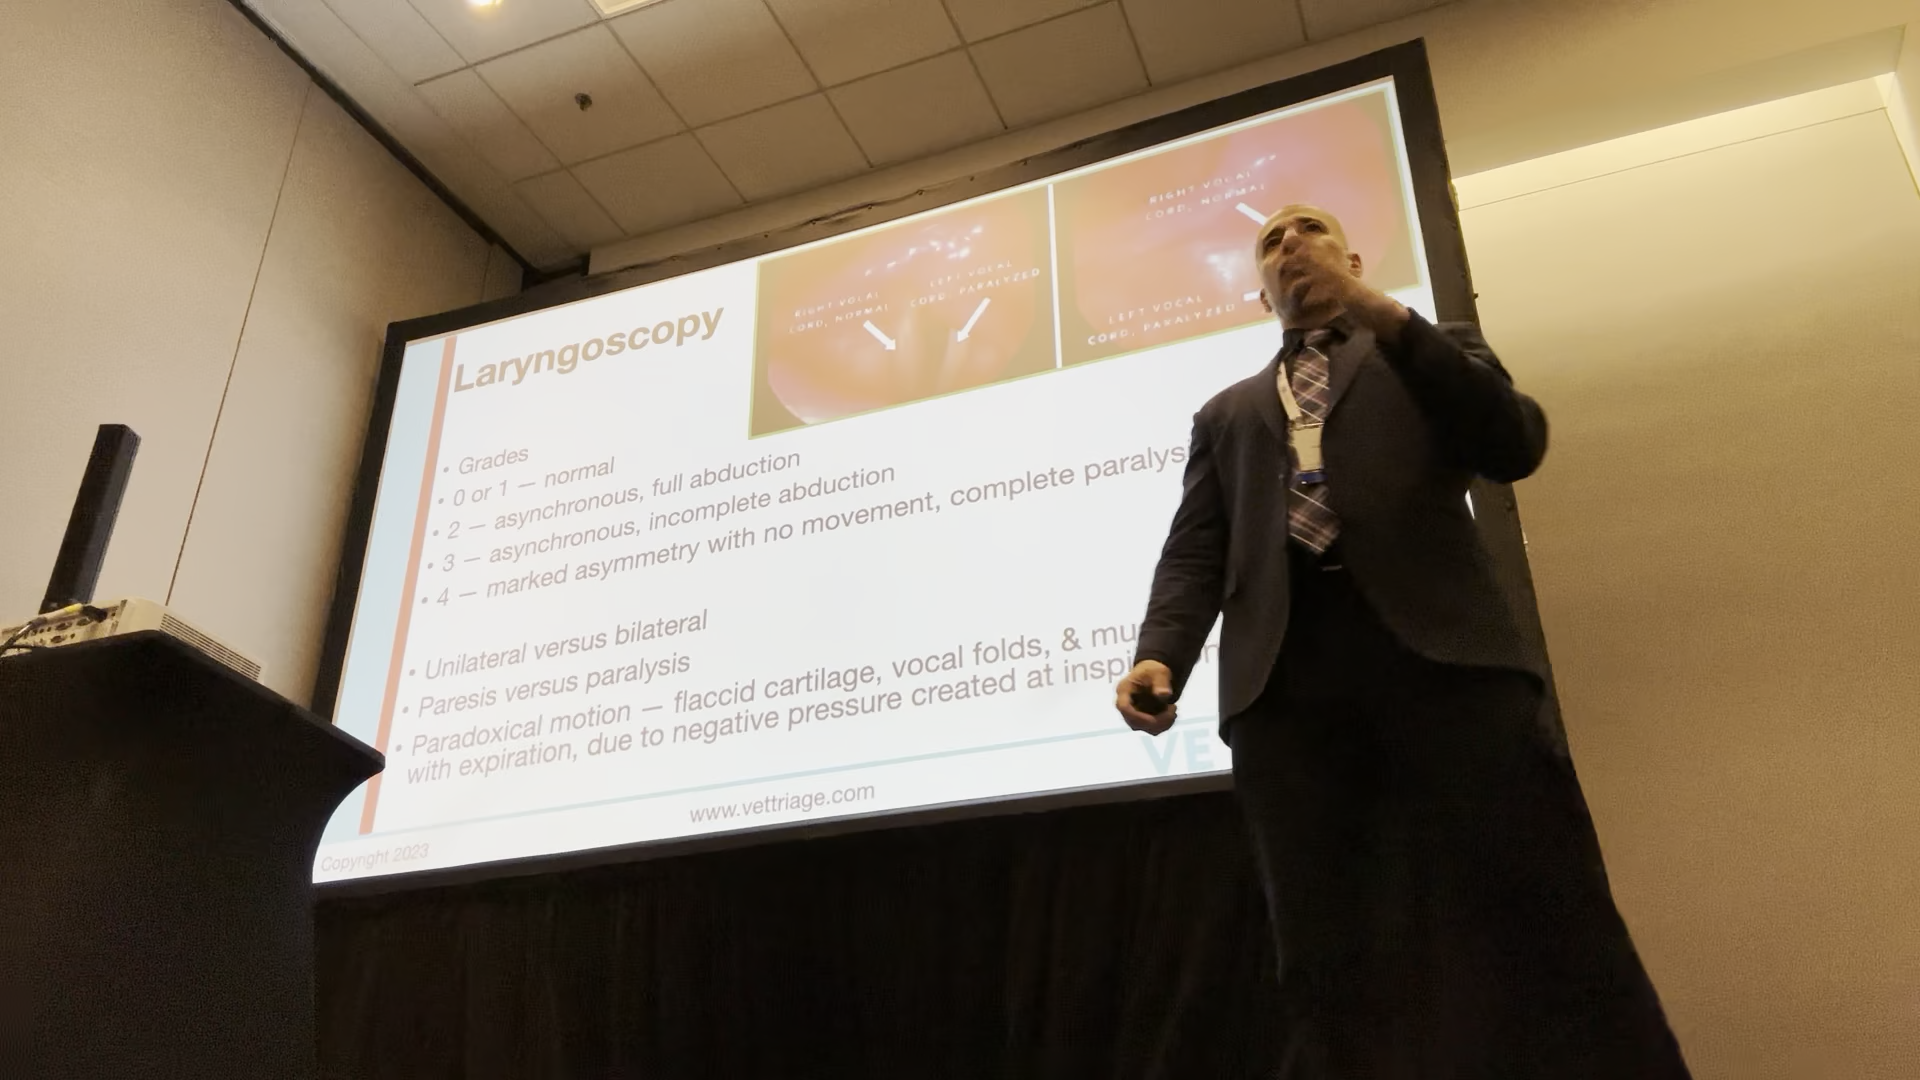 Laryngoscopy
RIGHT VOCAL
CORD, NORMAL
LEFT VOCAL
CORD, PARALYZED
RIGHT VOCAL
CORD, NORMAL
LEFT VOCAL
CORD, PARALYZED
• Grades
• 0 or 1 — normal
• 2 — asynchronous, full abduction
• 3 — asynchronous, incomplete abduction
• 4 — marked asymmetry with no movement, complete paralys
• Unilateral versus bilateral
• Paresis versus paralysis
• Paradoxical motion — flaccid cartilage, vocal folds, & mu
with expiration, due to negative pressure created at inspi
VE
www.vettriage.com
Copyright 2023